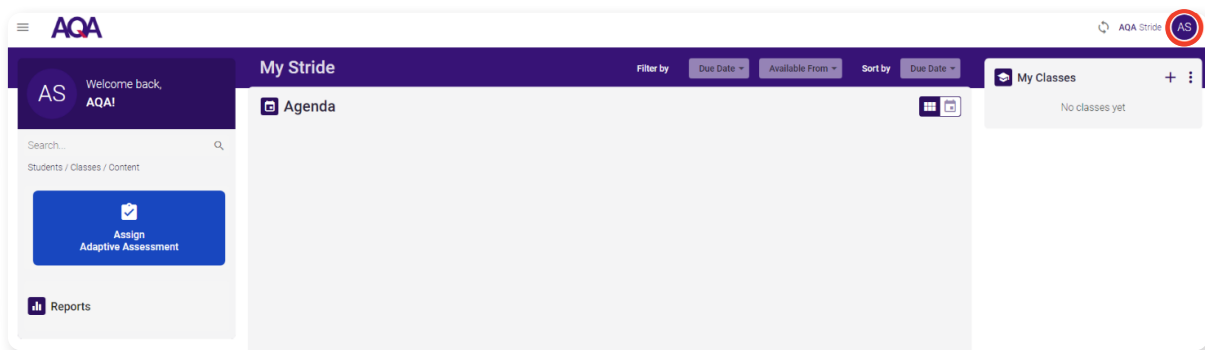 AQA
AQA Stride
AS
AS
Welcome back,
AQA!
Search...
Students / Classes / Content
Assign
Adaptive Assessment
Reports
My Stride
Filter by
Due Date
Available From
Sort by
Due Date
Agenda
My Classes
No classes yet